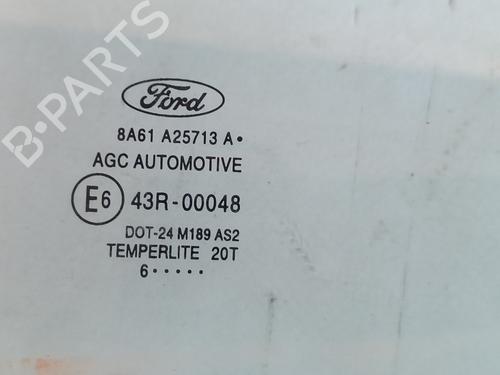 B-PARTS
Ford
8A61 A25713 A•
AGC AUTOMOTIVE
E6 43R-00048
DOT-24 M189 AS2
TEMPERLITE 20T
6•••••